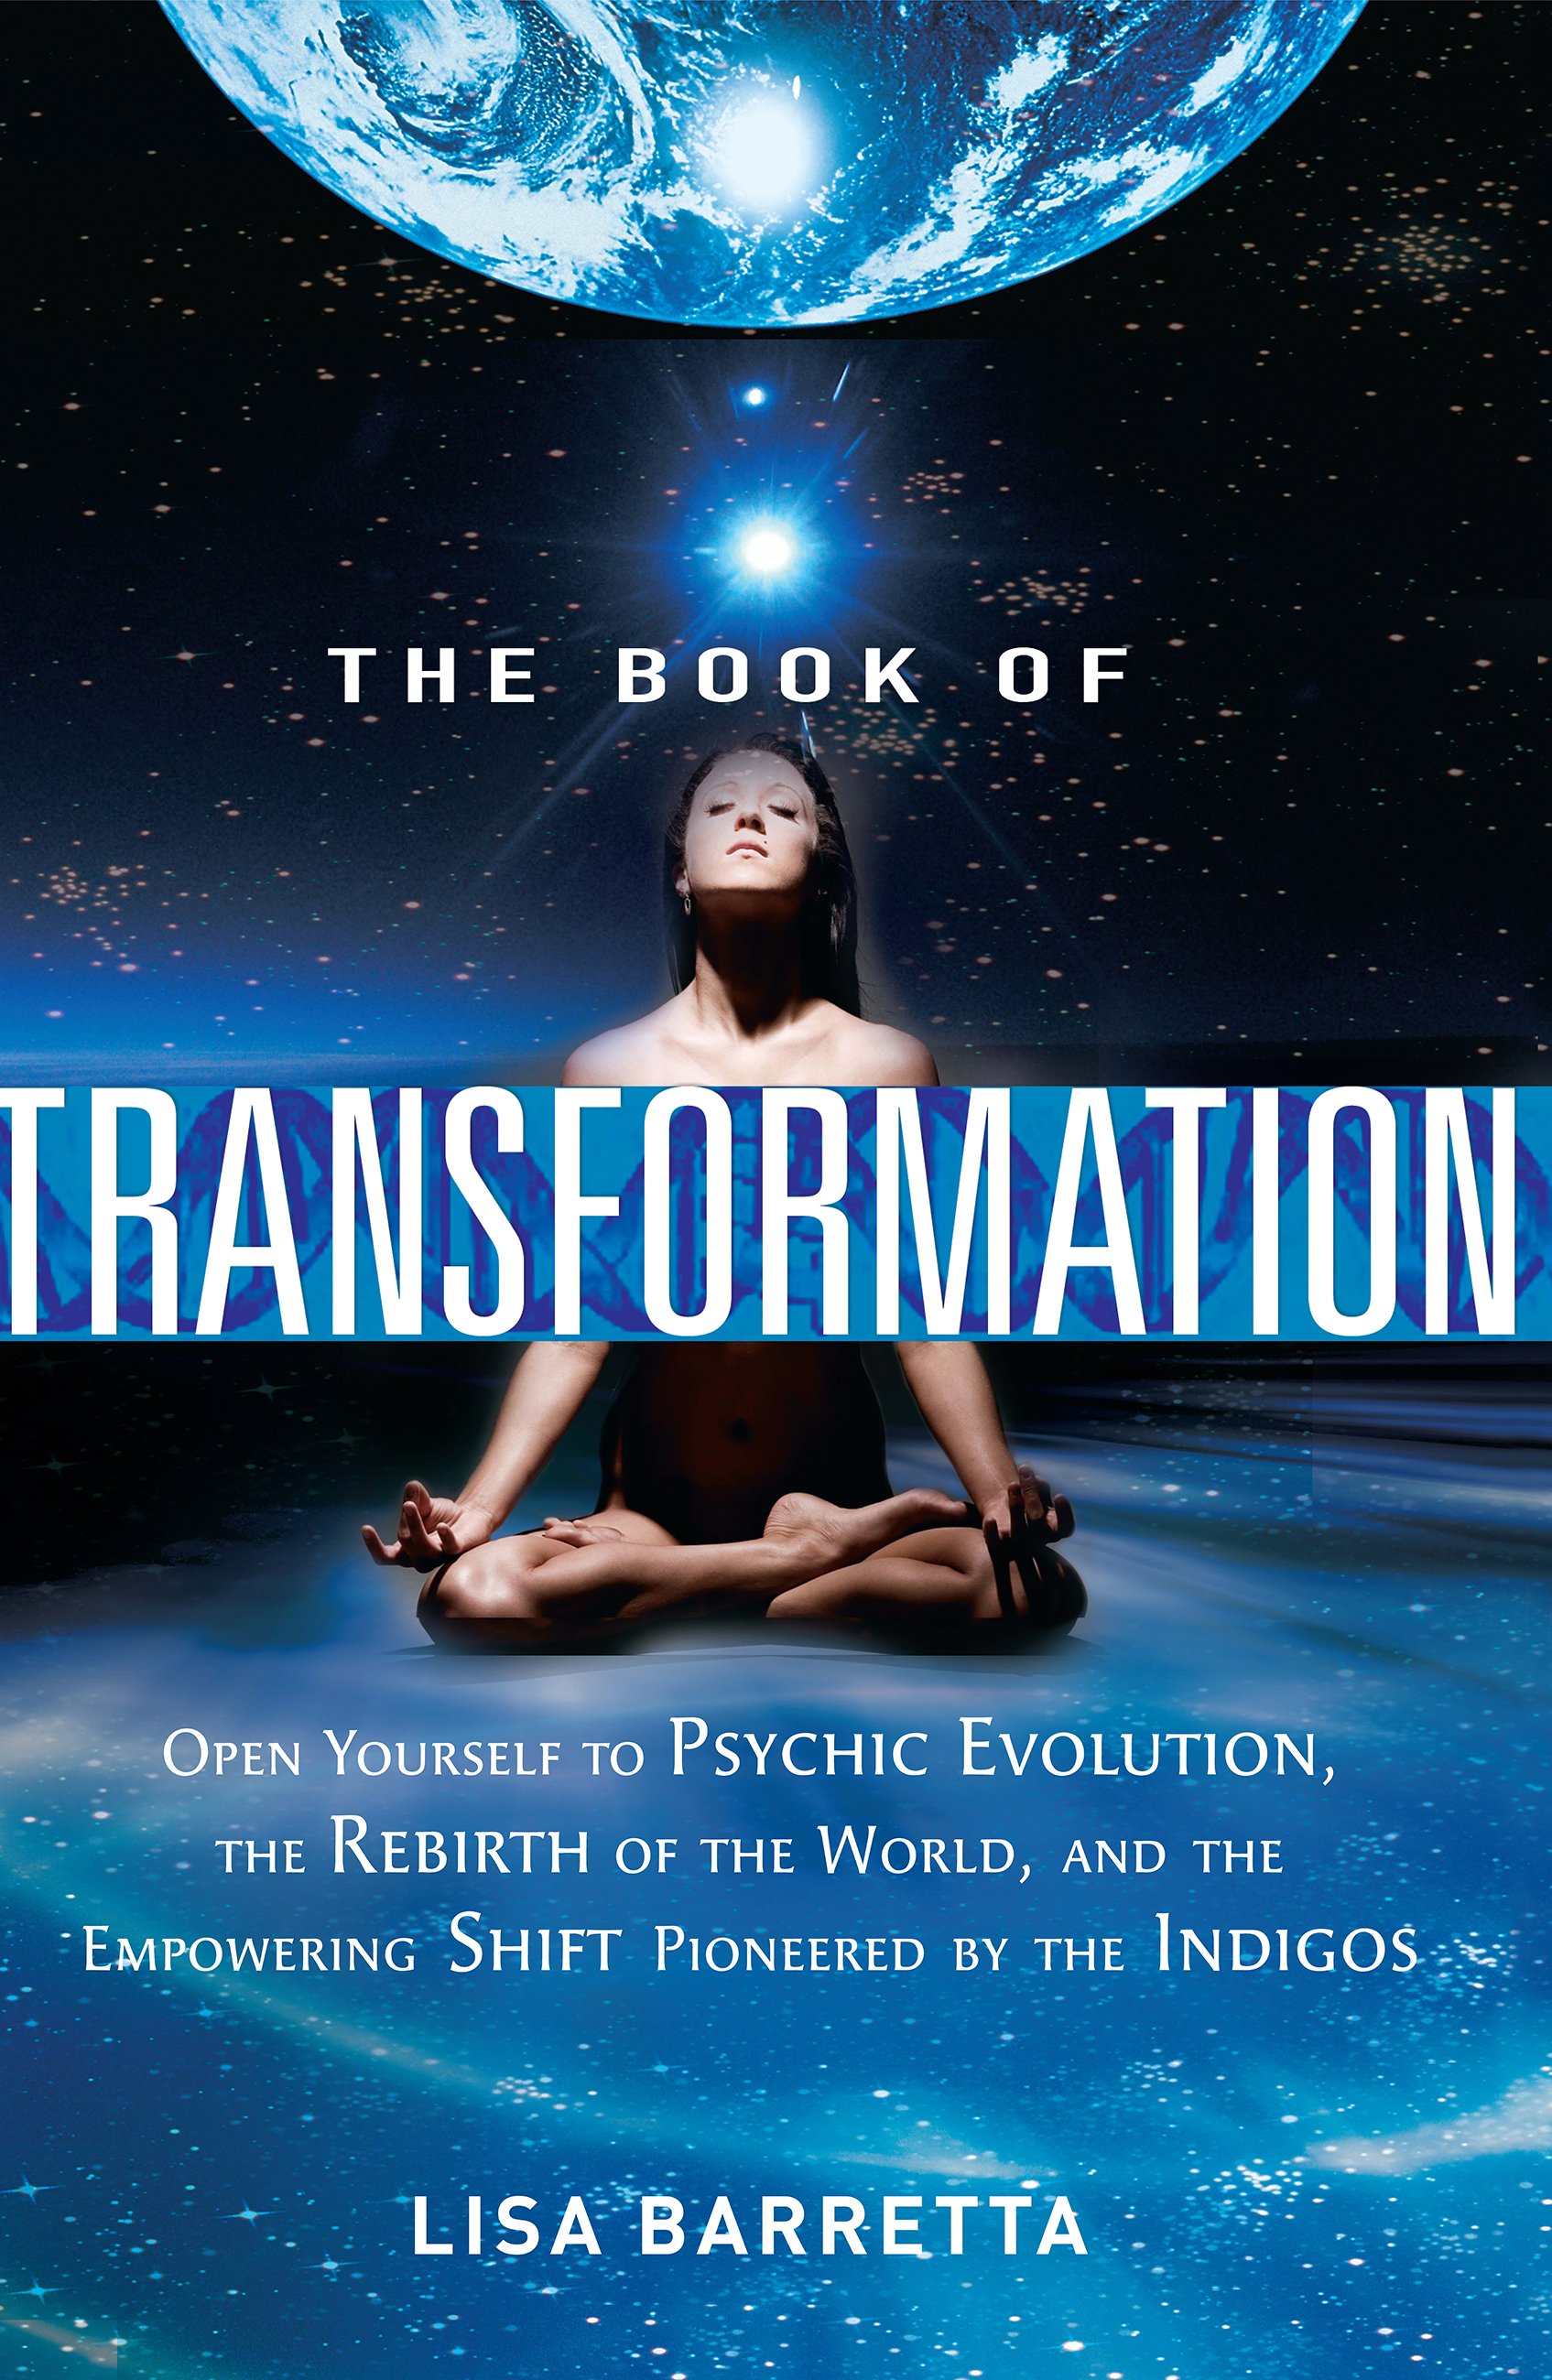 THE BOOK OF
TRANSFORMATION
Open Yourself to Psychic Evolution,
the Rebirth of the World, and the
Empowering Shift Pioneered by the Indigos
LISA BARRETTA